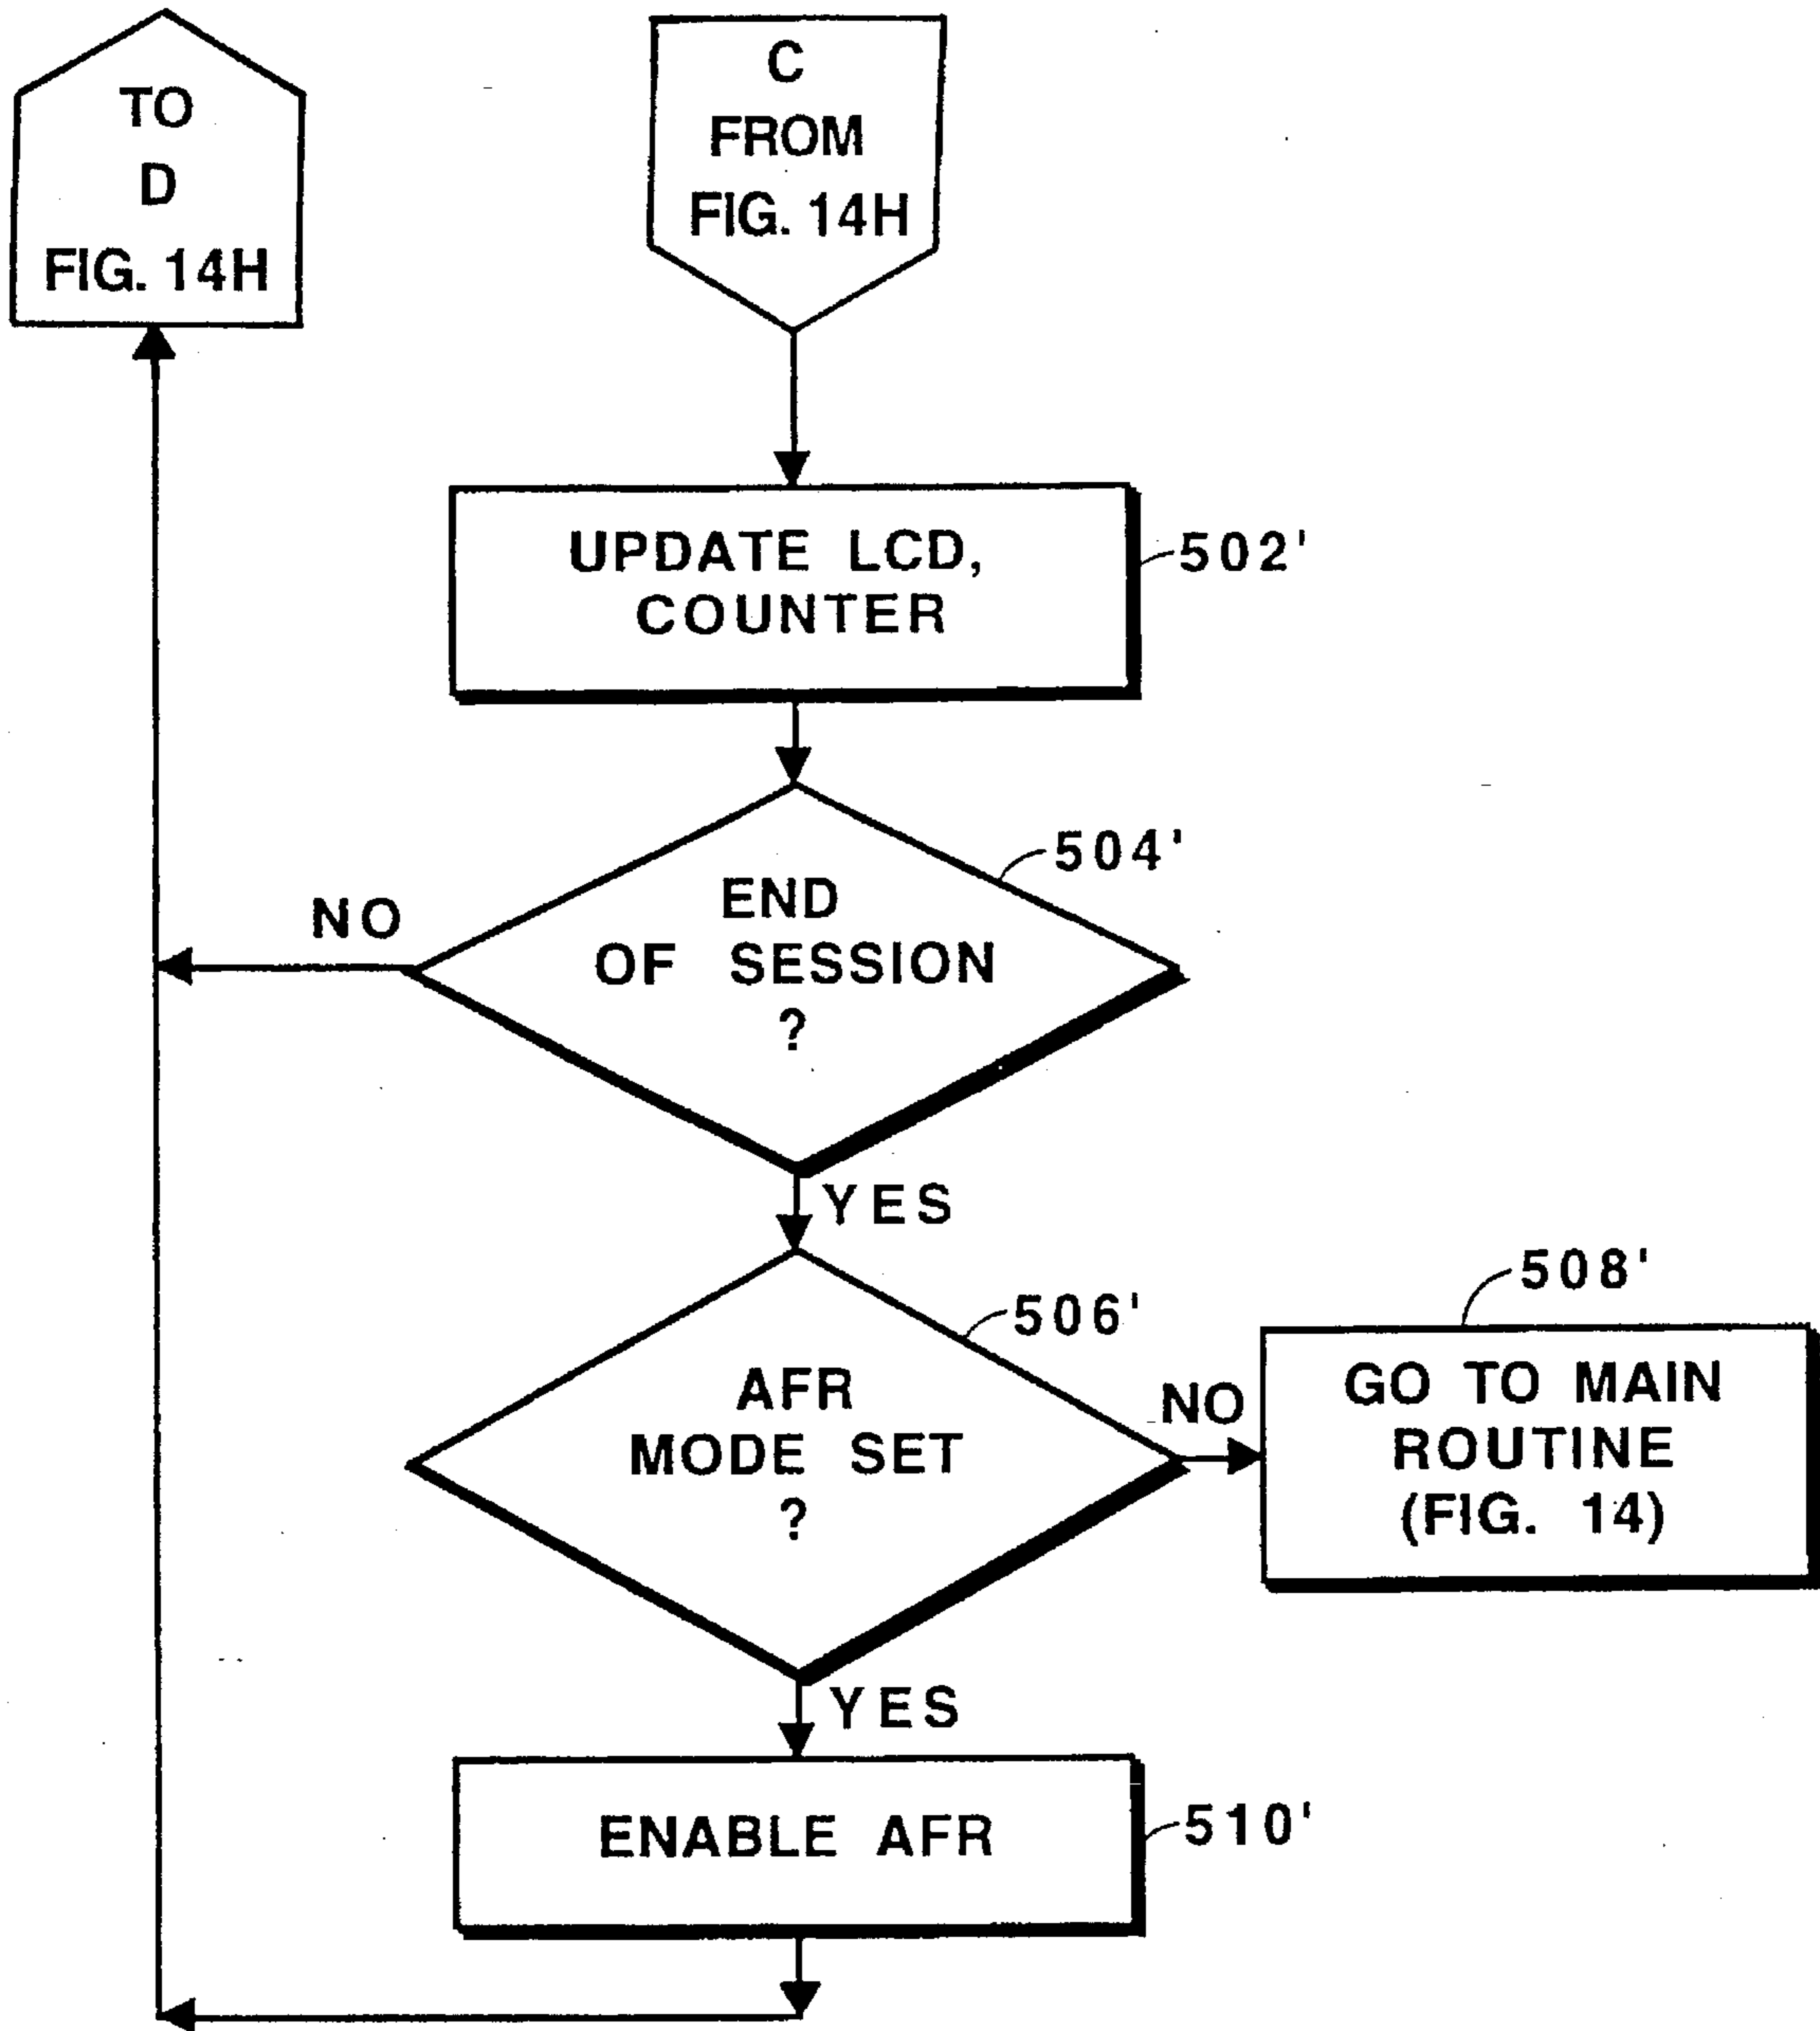 TO
D
FIG. 14H
C
FROM
FIG. 14H
UPDATE LCD,
COUNTER
502'
504'
END
OF SESSION
?
NO
YES
506'
AFR
MODE SET
?
NO
508'
GO TO MAIN
ROUTINE
(FIG. 14)
YES
ENABLE AFR
510'